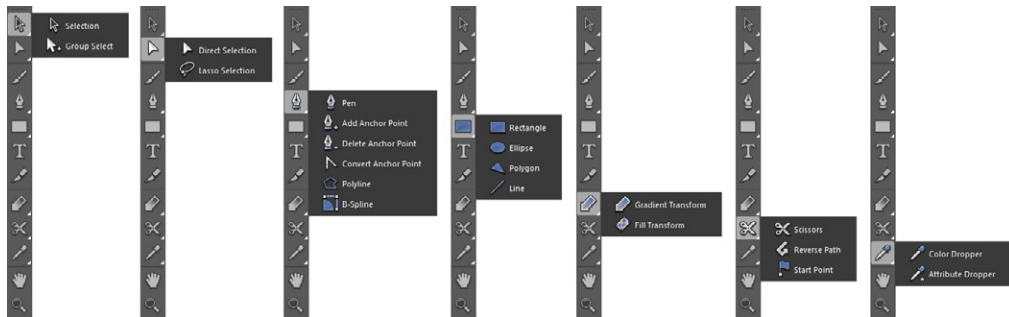 Selection
Group Select
Direct Selection
Lasso Selection
Pen
Add Anchor Point
Delete Anchor Point
Convert Anchor Point
Polyline
B-Spline
Rectangle
Ellipse
Polygon
Line
Gradient Transform
Fill Transform
Scissors
Reverse Path
Start Point
Color Dropper
Attribute Dropper